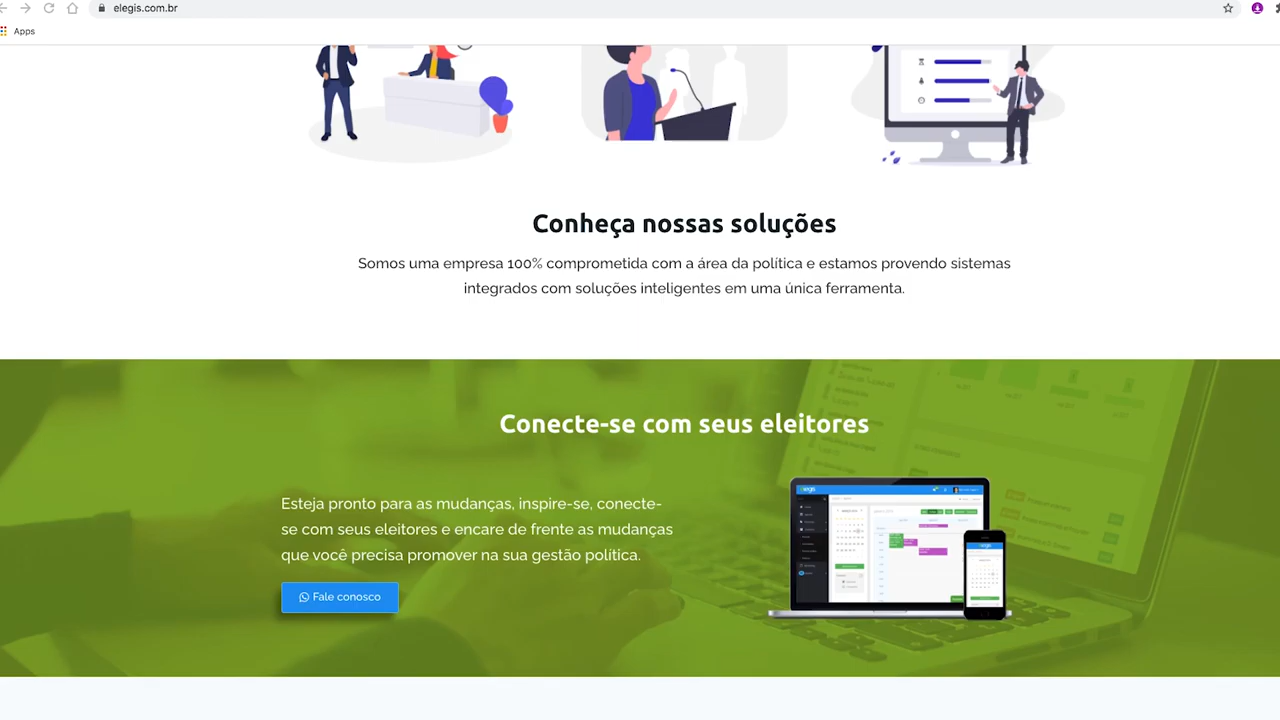 elegis.com.br
Apps
Conheça nossas soluções
Somos uma empresa 100% comprometida com a área da política e estamos provendo sistemas
integrados com soluções inteligentes em uma única ferramenta.
Conecte-se com seus eleitores
Esteja pronto para as mudanças, inspire-se, conecte-
se com seus eleitores e encare de frente as mudanças
que você precisa promover na sua gestão política.
Fale conosco